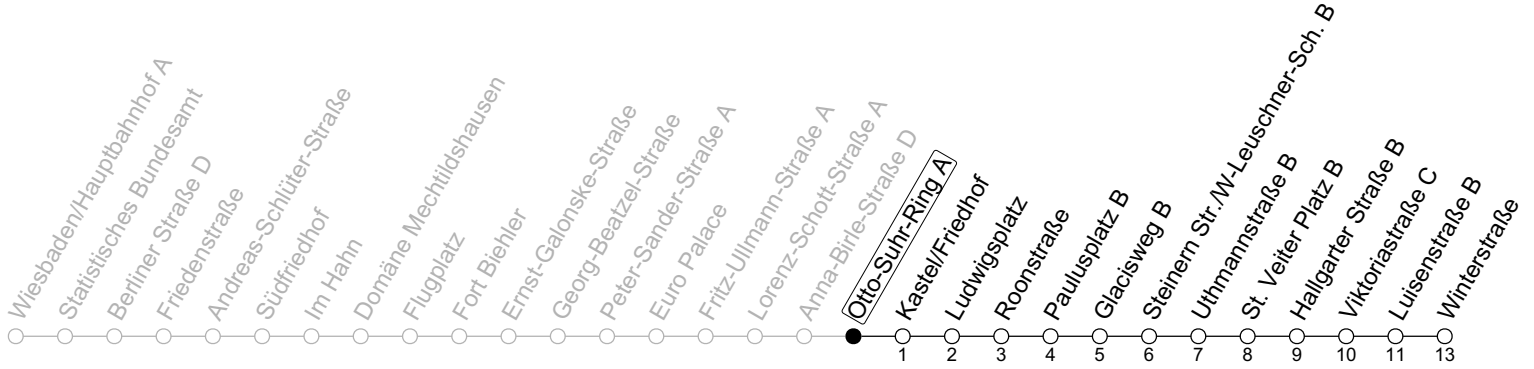 Wiesbaden/Hauptbahnhof A
Statistisches Bundesamt
Berliner Straße D
Friedenstraße
Andreas-Schlüter-Straße
Südfriedhof
Im Hahn
Domäne Mechtildshausen
Flugplatz
Fort Biehler
Ernst-Galonske-Straße
Georg-Beatzel-Straße
Peter-Sander-Straße A
Euro Palace
Fritz-Ullmann-Straße A
Lorenz-Schott-Straße A
Anna-Birle-Straße D
Otto-Suhr-Ring A
Kastel/Friedhof
Ludwigsplatz
Roonstraße
Paulusplatz B
Glacisweg B
Steinern Str./W-Leuschner-Sch. B
Uthmannstraße B
St. Veiter Platz B
Hallgarter Straße B
Viktoriastraße C
Luisenstraße B
Winterstraße
1 2 3 4 5 6 7 8 9 10 11 13